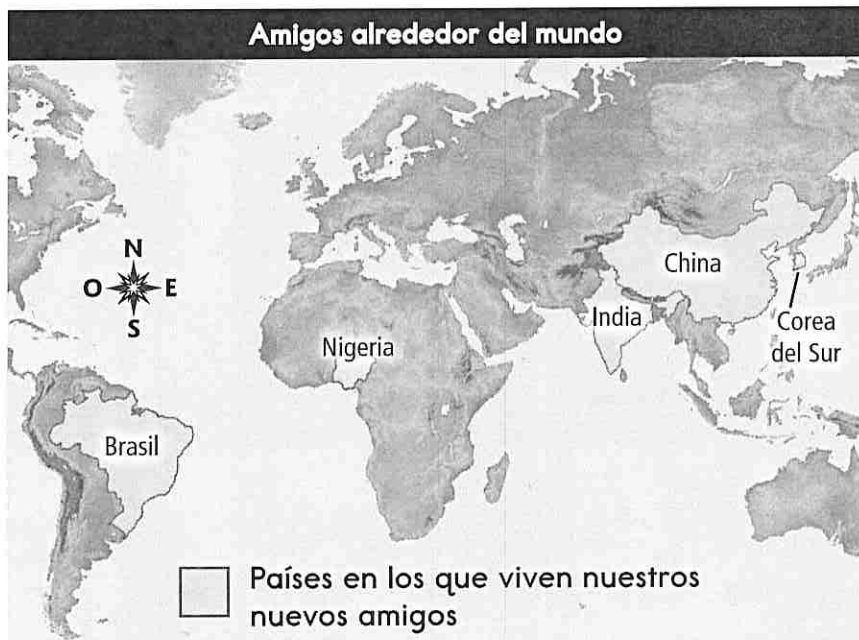 Amigos alrededor del mundo
N
O E
S
China
India
Corea
del Sur
Nigeria
Brasil
Países en los que viven nuestros
nuevos amigos